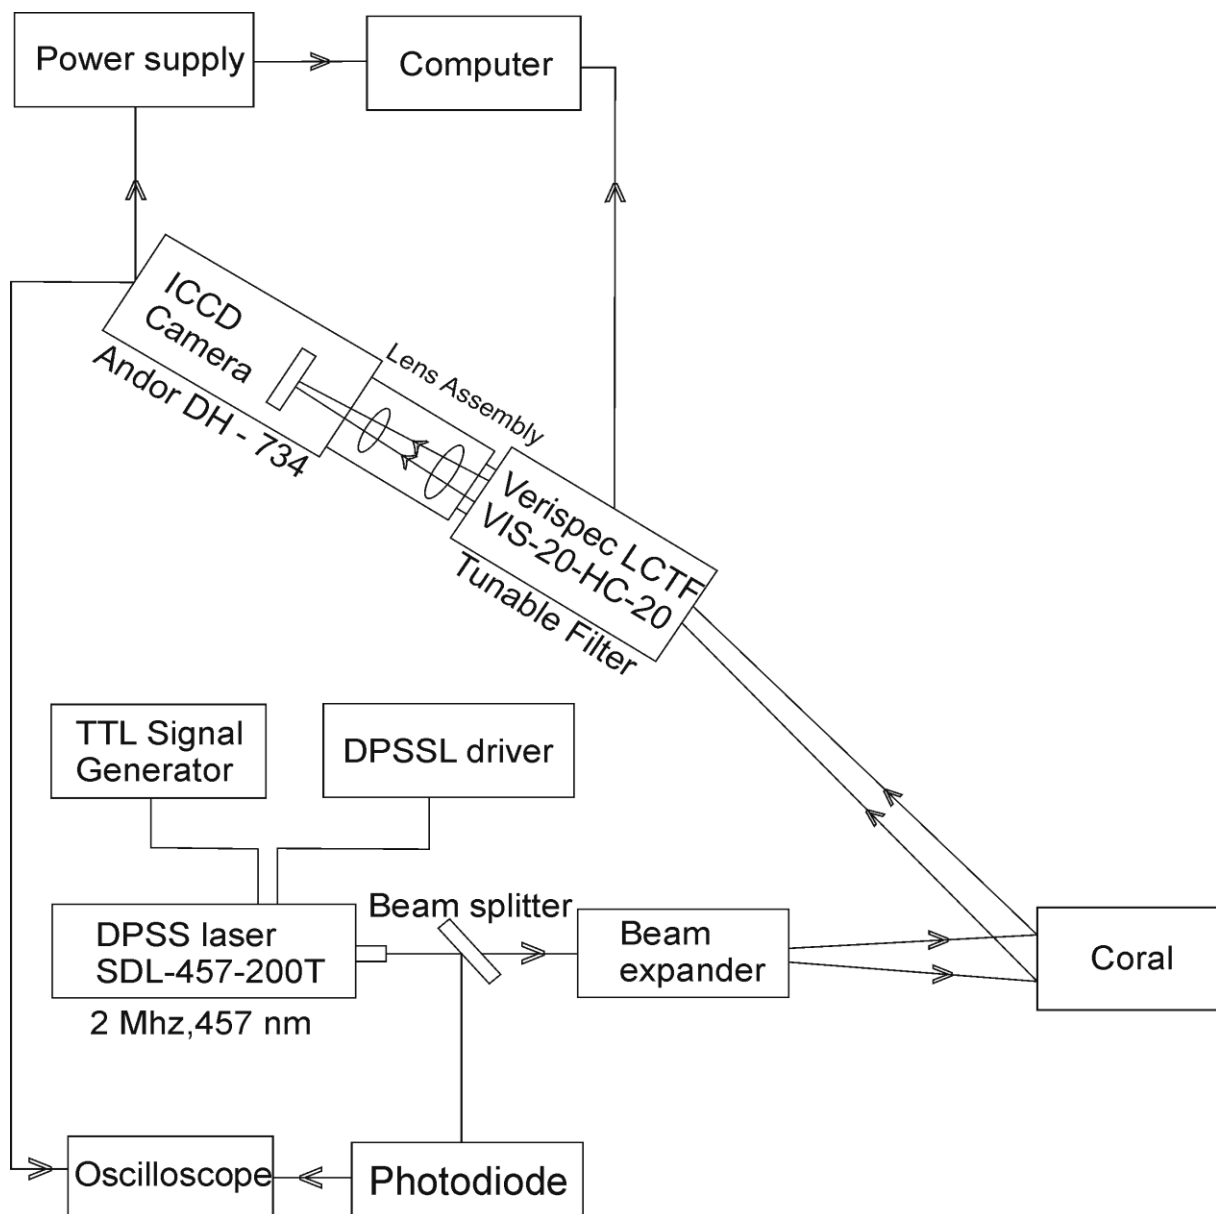 Power supply
Computer
ICCD
Camera
Andor DH - 734
Lens Assembly
Verispec LCTF
VIS-20-HC-20
Tunable Filter
TTL Signal
Generator
DPSSL driver
Beam splitter
DPSS laser
SDL-457-200T
2 Mhz,457 nm
Beam
expander
Coral
Oscilloscope
Photodiode